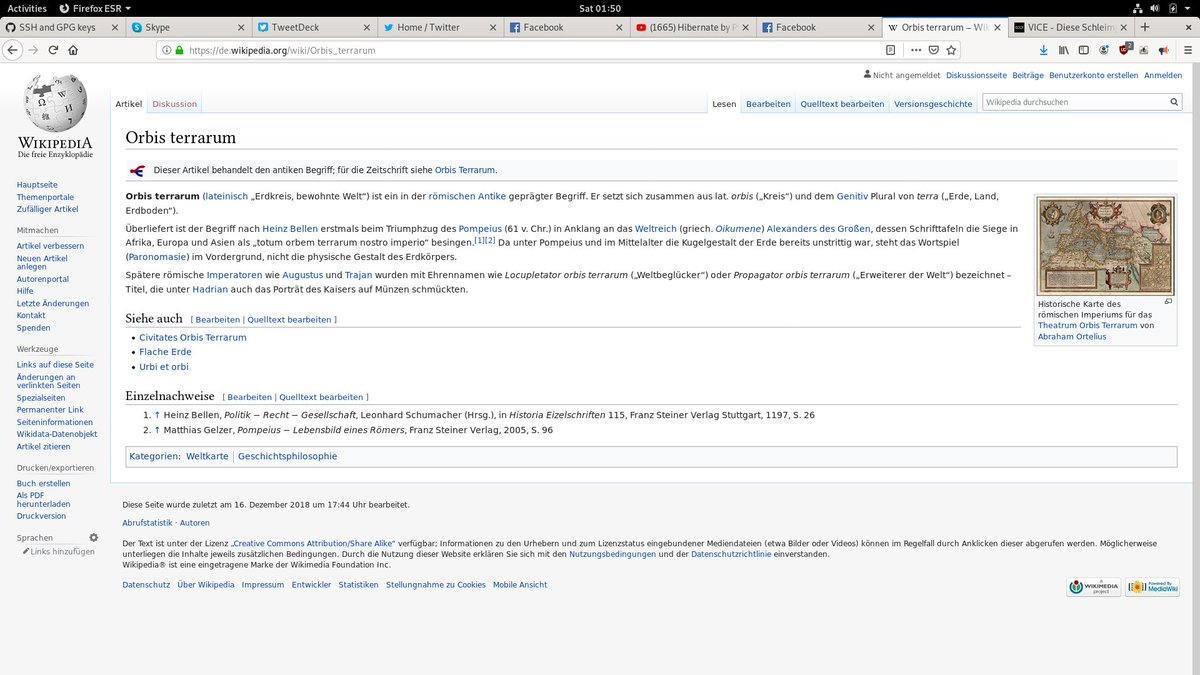 Activities Firefox ESR Sat 01:50
SSH and GPG keys Skype TweetDeck Home / Twitter Facebook (1665) Hibernate by P Facebook Orbis terrarum – Wik VICE - Diese Schleim
https://de.wikipedia.org/wiki/Orbis_terrarum 2
Nicht angemeldet Diskussionsseite Beiträge Benutzerkonto erstellen Anmelden
Artikel Diskussion Lesen Bearbeiten Quelltext bearbeiten Versionsgeschichte Wikipedia durchsuchen
WIKIPEDIA
Die freie Enzyklopädie
Hauptseite
Themenportale
Zufälliger Artikel
Mitmachen
Artikel verbessern
Neuen Artikel
anlegen
Autorenportal
Hilfe
Letzte Änderungen
Kontakt
Spenden
Werkzeuge
Links auf diese Seite
Änderungen an
verlinkten Seiten
Spezialseiten
Permanenter Link
Seiteninformationen
Wikidata-Datenobjekt
Artikel zitieren
Drucken/exportieren
Buch erstellen
Als PDF
herunterladen
Druckversion
Sprachen
Links hinzufügen
Orbis terrarum
Dieser Artikel behandelt den antiken Begriff; für die Zeitschrift siehe Orbis Terrarum.
Orbis terrarum (lateinisch „Erdkreis, bewohnte Welt“) ist ein in der römischen Antike geprägter Begriff. Er setzt sich zusammen aus lat. orbis („Kreis“) und dem Genitiv Plural von terra („Erde, Land,
Erdboden“).
Überliefert ist der Begriff nach Heinz Bellen erstmals beim Triumphzug des Pompeius (61 v. Chr.) in Anklang an das Weltreich (griech. Oikumene) Alexanders des Großen, dessen Schrifttafeln die Siege in
Afrika, Europa und Asien als „totum orbem terrarum nostro imperio“ besingen.[1][2] Da unter Pompeius und im Mittelalter die Kugelgestalt der Erde bereits unstrittig war, steht das Wortspiel
(Paronomasie) im Vordergrund, nicht die physische Gestalt des Erdkörpers.
Spätere römische Imperatoren wie Augustus und Trajan wurden mit Ehrennamen wie Locupletator orbis terrarum („Weltbeglücker“) oder Propagator orbis terrarum („Erweiterer der Welt“) bezeichnet –
Titel, die unter Hadrian auch das Porträt des Kaisers auf Münzen schmückten.
Historische Karte des
römischen Imperiums für das
Theatrum Orbis Terrarum von
Abraham Ortelius
Siehe auch [ Bearbeiten | Quelltext bearbeiten ]
• Civitates Orbis Terrarum
• Flache Erde
• Urbi et orbi
Einzelnachweise [ Bearbeiten | Quelltext bearbeiten ]
1. ↑ Heinz Bellen, Politik − Recht − Gesellschaft, Leonhard Schumacher (Hrsg.), in Historia Eizelschriften 115, Franz Steiner Verlag Stuttgart, 1197, S. 26
2. ↑ Matthias Gelzer, Pompeius − Lebensbild eines Römers, Franz Steiner Verlag, 2005, S. 96
Kategorien: Weltkarte | Geschichtsphilosophie
Diese Seite wurde zuletzt am 16. Dezember 2018 um 17:44 Uhr bearbeitet.
Abrufstatistik · Autoren
Der Text ist unter der Lizenz „Creative Commons Attribution/Share Alike“ verfügbar; Informationen zu den Urhebern und zum Lizenzstatus eingebundener Mediendateien (etwa Bilder oder Videos) können im Regelfall durch Anklicken dieser abgerufen werden. Möglicherweise
unterliegen die Inhalte jeweils zusätzlichen Bedingungen. Durch die Nutzung dieser Website erklären Sie sich mit den Nutzungsbedingungen und der Datenschutzrichtlinie einverstanden.
Wikipedia® ist eine eingetragene Marke der Wikimedia Foundation Inc.
Datenschutz Über Wikipedia Impressum Entwickler Statistiken Stellungnahme zu Cookies Mobile Ansicht
A WIKIMEDIA project Powered By MediaWiki